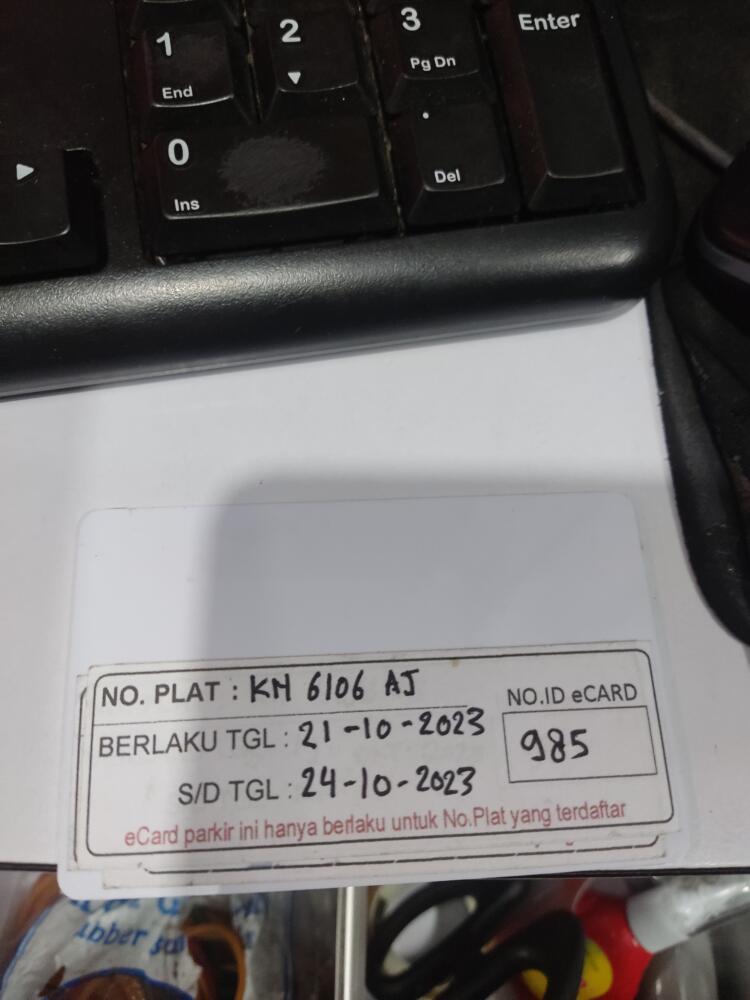 1
End
2
▼
3
Pg Dn
Enter
0
Ins
.
Del
NO. PLAT : KH 6106 AJ
NO.ID eCARD
BERLAKU TGL : 21-10-2023
985
S/D TGL : 24-10-2023
eCard parkir ini hanya berlaku untuk No.Plat yang terdaftar